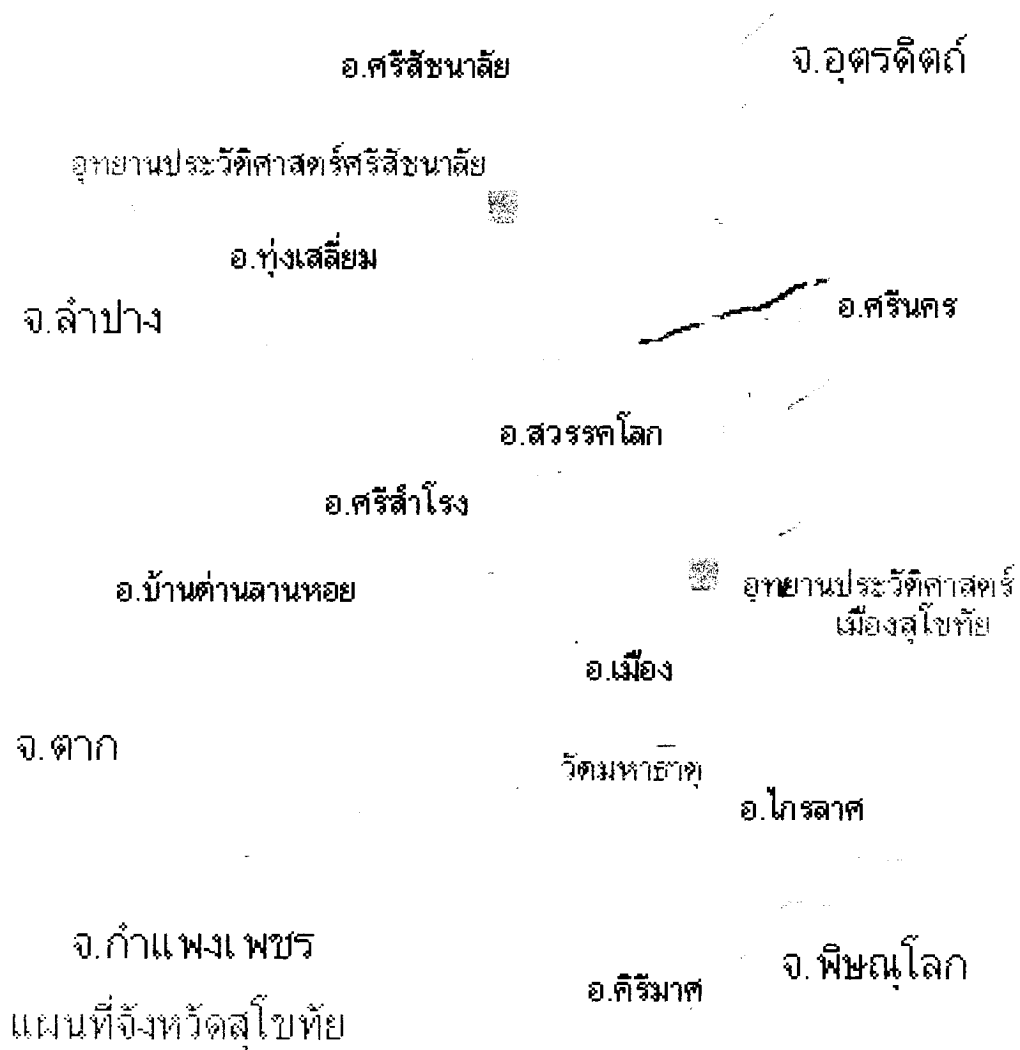 อ.ศรีสัชนาลัย
จ.อุตรดิตถ์
อุทยานประวัติศาสตร์ศรีสัชนาลัย
อ.ทุ่งเสลี่ยม
จ.ลำปาง
อ.ศรีนคร
อ.สวรรคโลก
อ.ศรีสำโรง
อ.บ้านด่านลานหอย
อุทยานประวัติศาสตร์
เมืองสุโขทัย
อ.เมือง
จ.ตาก
วัดมหาธาตุ
อ.ไกรลาศ
จ.กำแพงเพชร
จ.พิษณุโลก
อ.คิรีมาศ
แผนที่จังหวัดสุโขทัย